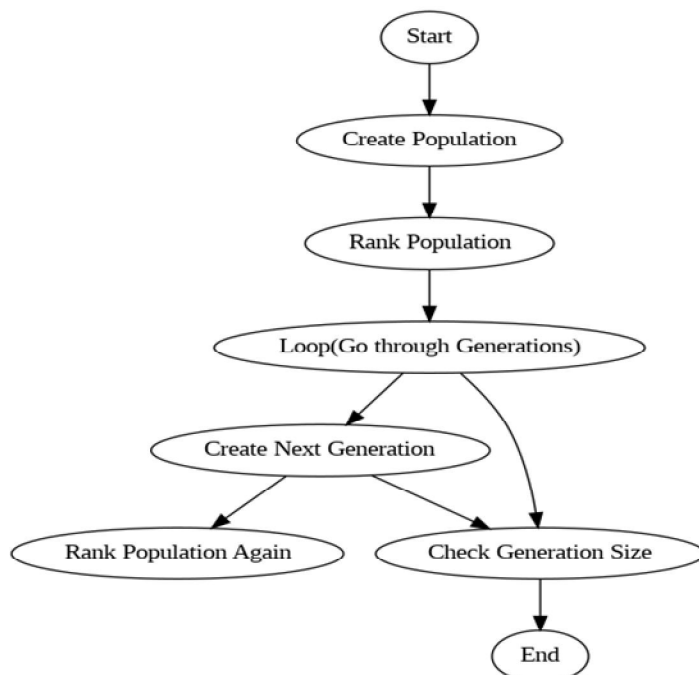 Start
Create Population
Rank Population
Loop(Go through Generations)
Create Next Generation
Rank Population Again
Check Generation Size
End